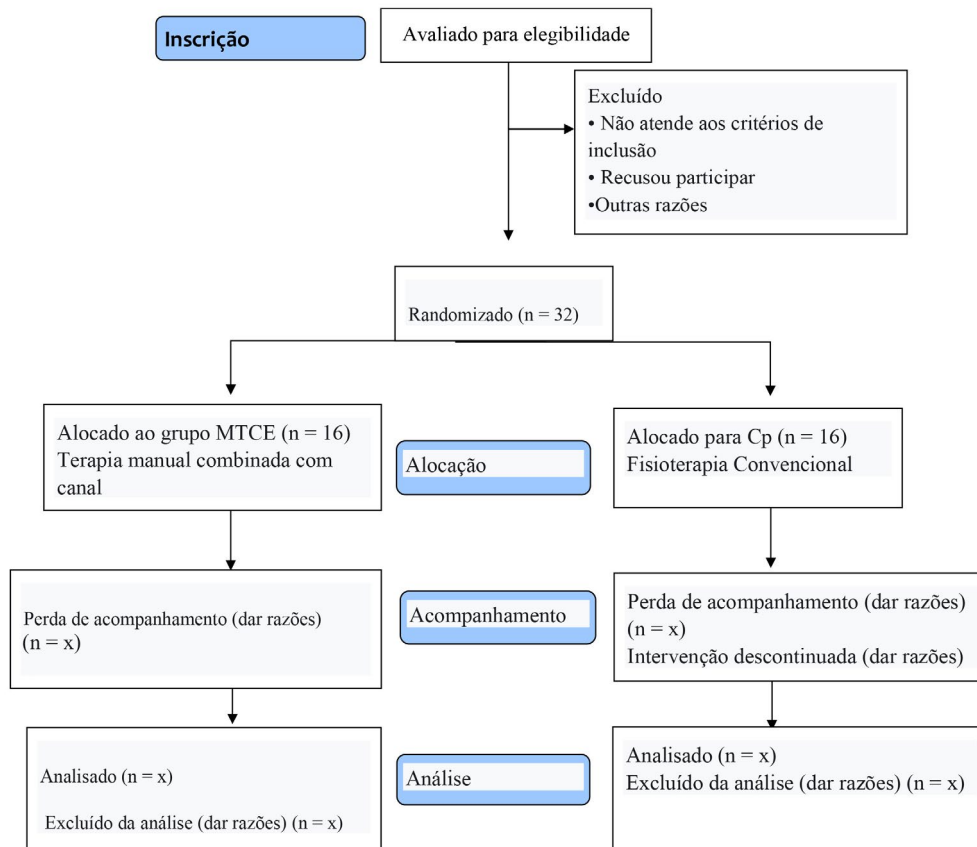 Inscrição
Avaliado para elegibilidade
Excluído
• Não atende aos critérios de
inclusão
• Recusou participar
•Outras razões
Randomizado (n = 32)
Alocado ao grupo MTCE (n = 16)
Terapia manual combinada com
canal
Alocação
Alocado para Cp (n = 16)
Fisioterapia Convencional
Perda de acompanhamento (dar razões)
(n = x)
Acompanhamento
Perda de acompanhamento (dar razões)
(n = x)
Intervenção descontinuada (dar razões)
Analisado (n = x)
Excluído da análise (dar razões) (n = x)
Análise
Analisado (n = x)
Excluído da análise (dar razões) (n = x)